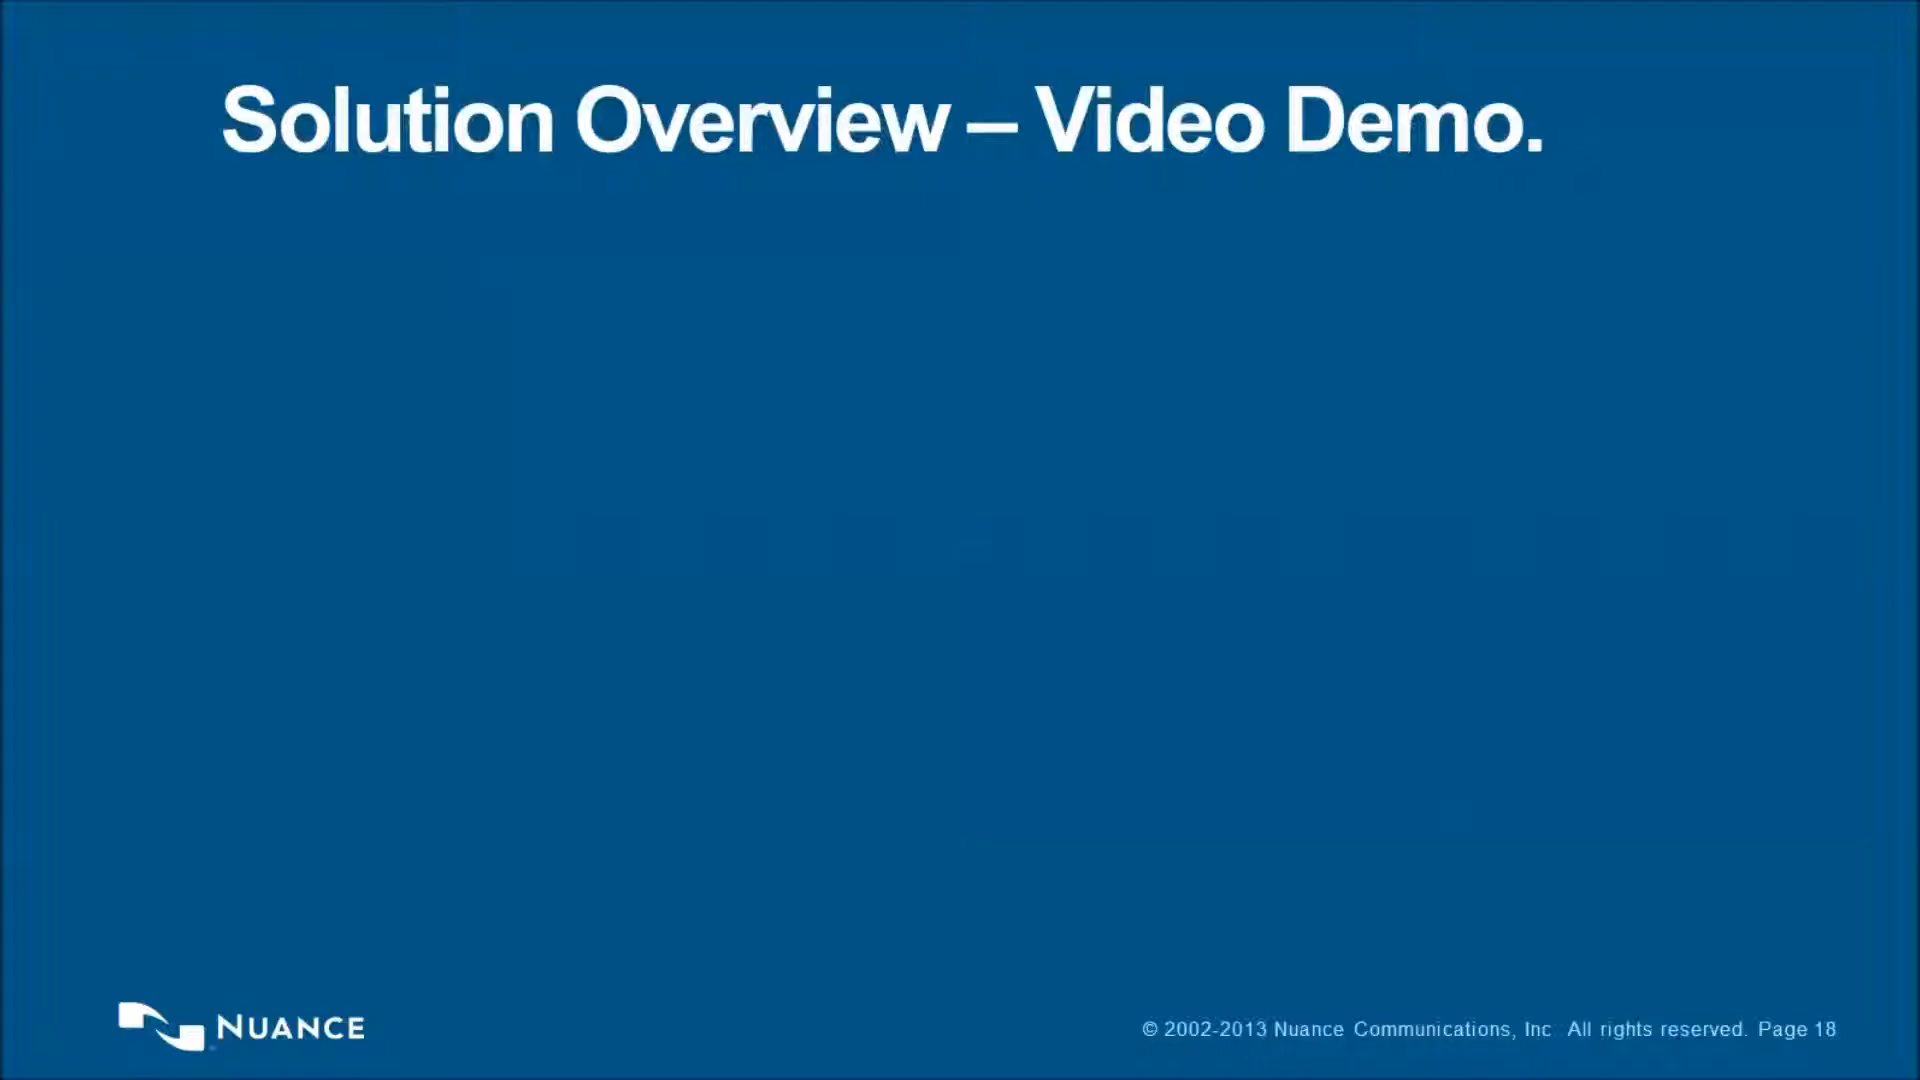 Solution Overview – Video Demo.
NUANCE
© 2002-2013 Nuance Communications, Inc. All rights reserved. Page 18